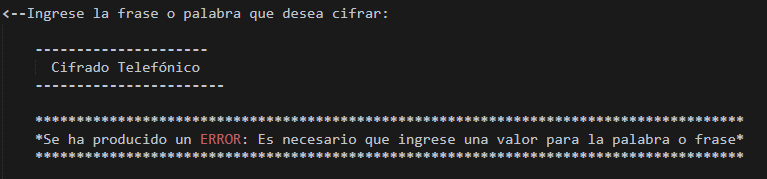 <--Ingrese la frase o palabra que desea cifrar:
---------------------
Cifrado Telefónico
-----------------------
**************************************************************************************
*Se ha producido un ERROR: Es necesario que ingrese una valor para la palabra o frase*
**************************************************************************************